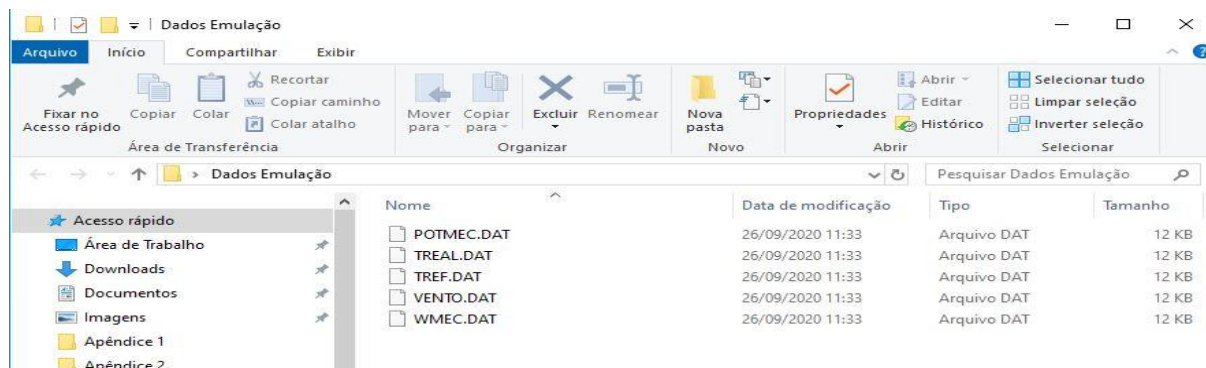 Dados Emulação
Arquivo Início Compartilhar Exibir
Fixar no Acesso rápido
Copiar
Colar
Recortar
Copiar caminho
Colar atalho
Área de Transferência
Mover para
Copiar para
Excluir
Renomear
Organizar
Nova pasta
Novo
Propriedades
Abrir
Editar
Histórico
Abrir
Selecionar tudo
Limpar seleção
Inverter seleção
Selecionar
Dados Emulação
Pesquisar Dados Emulação
Acesso rápido
Área de Trabalho
Downloads
Documentos
Imagens
Apêndice 1
Apêndice 2
Nome Data de modificação Tipo Tamanho
POTMEC.DAT 26/09/2020 11:33 Arquivo DAT 12 KB
TREAL.DAT 26/09/2020 11:33 Arquivo DAT 12 KB
TREF.DAT 26/09/2020 11:33 Arquivo DAT 12 KB
VENTO.DAT 26/09/2020 11:33 Arquivo DAT 12 KB
WMEC.DAT 26/09/2020 11:33 Arquivo DAT 12 KB